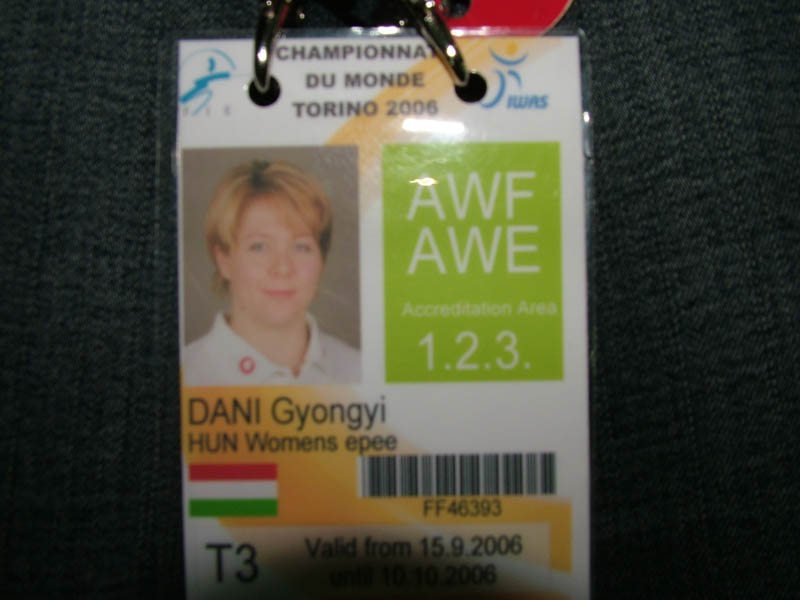 CHAMPIONNAT
DU MONDE
TORINO 2006
IWAS
AWF
AWE
Accreditation Area
1.2.3.
DANI Gyongyi
HUN Womens epee
FF46393
T3
Valid from 15.9.2006
until 10.10.2006